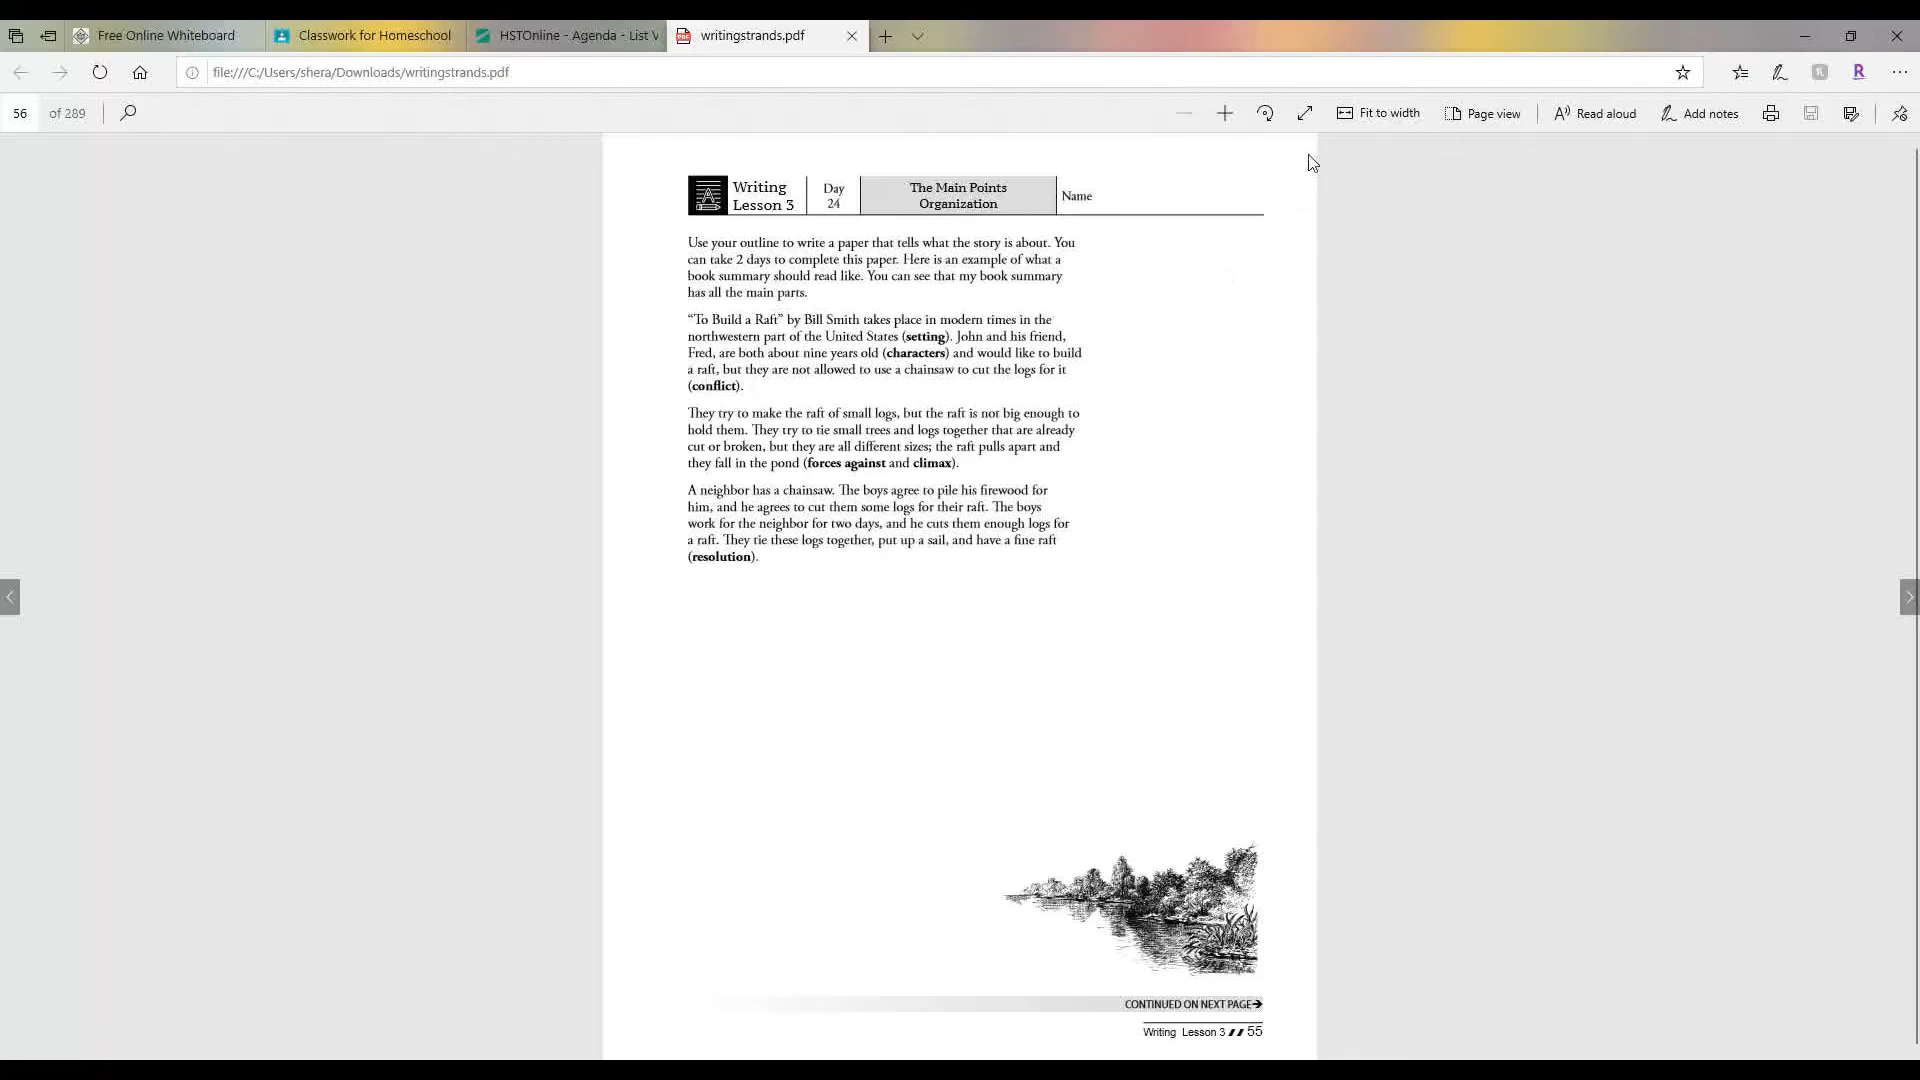 Free Online Whiteboard
Classwork for Homeschool
HSTOnline - Agenda - List V
writingstrands.pdf
file:///C:/Users/shera/Downloads/writingstrands.pdf
R
56 of 289
Fit to width
Page view
Read aloud
Add notes
Writing
Lesson 3
Day
24
The Main Points
Organization
Name
Use your outline to write a paper that tells what the story is about. You
can take 2 days to complete this paper. Here is an example of what a
book summary should read like. You can see that my book summary
has all the main parts.
“To Build a Raft” by Bill Smith takes place in modern times in the
northwestern part of the United States (setting). John and his friend,
Fred, are both about nine years old (characters) and would like to build
a raft, but they are not allowed to use a chainsaw to cut the logs for it
(conflict).
They try to make the raft of small logs, but the raft is not big enough to
hold them. They try to tie small trees and logs together that are already
cut or broken, but they are all different sizes; the raft pulls apart and
they fall in the pond (forces against and climax).
A neighbor has a chainsaw. The boys agree to pile his firewood for
him, and he agrees to cut them some logs for their raft. The boys
work for the neighbor for two days, and he cuts them enough logs for
a raft. They tie these logs together, put up a sail, and have a fine raft
(resolution).
CONTINUED ON NEXT PAGE
Writing Lesson 3 // 55